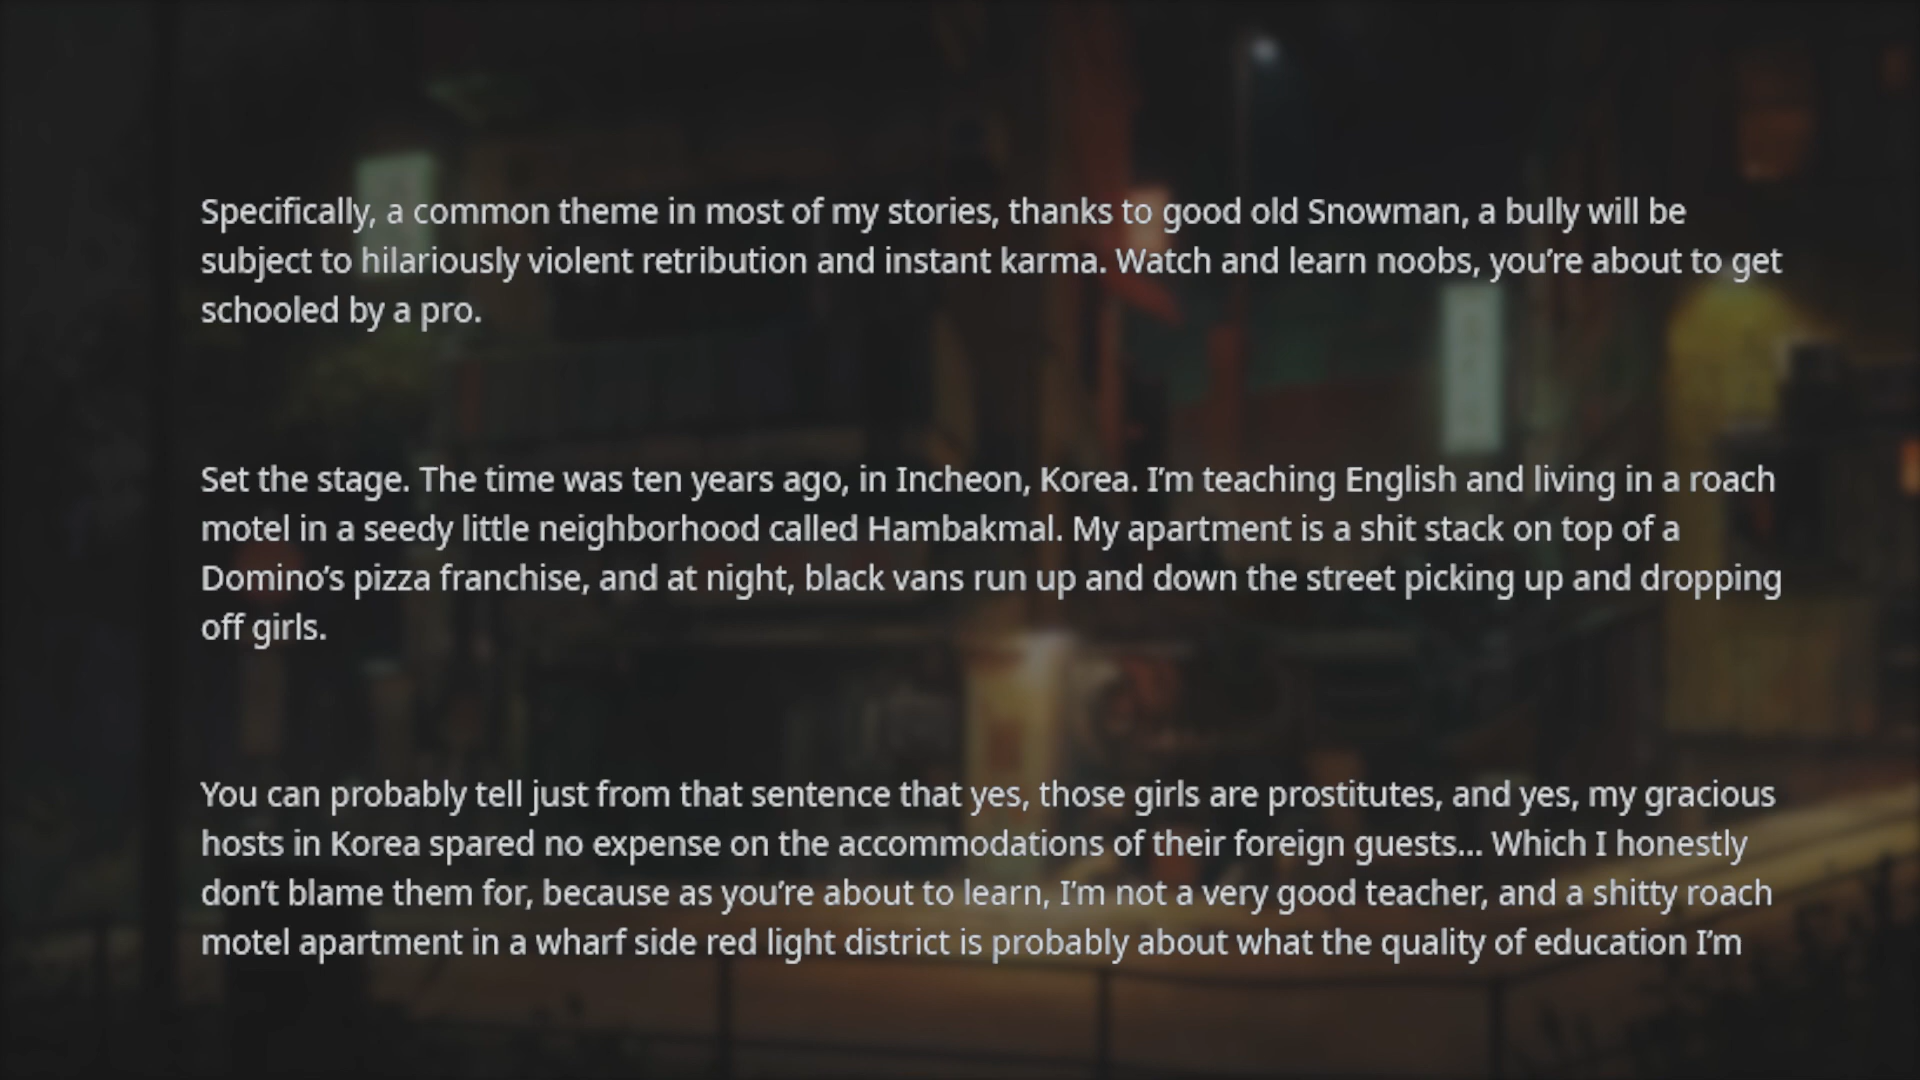 Specifically, a common theme in most of my stories, thanks to good old Snowman, a bully will be
subject to hilariously violent retribution and instant karma. Watch and learn noobs, you’re about to get
schooled by a pro.
Set the stage. The time was ten years ago, in Incheon, Korea. I’m teaching English and living in a roach
motel in a seedy little neighborhood called Hambakmal. My apartment is a shit stack on top of a
Domino’s pizza franchise, and at night, black vans run up and down the street picking up and dropping
off girls.
You can probably tell just from that sentence that yes, those girls are prostitutes, and yes, my gracious
hosts in Korea spared no expense on the accommodations of their foreign guests... Which I honestly
don’t blame them for, because as you’re about to learn, I’m not a very good teacher, and a shitty roach
motel apartment in a wharf side red light district is probably about what the quality of education I’m